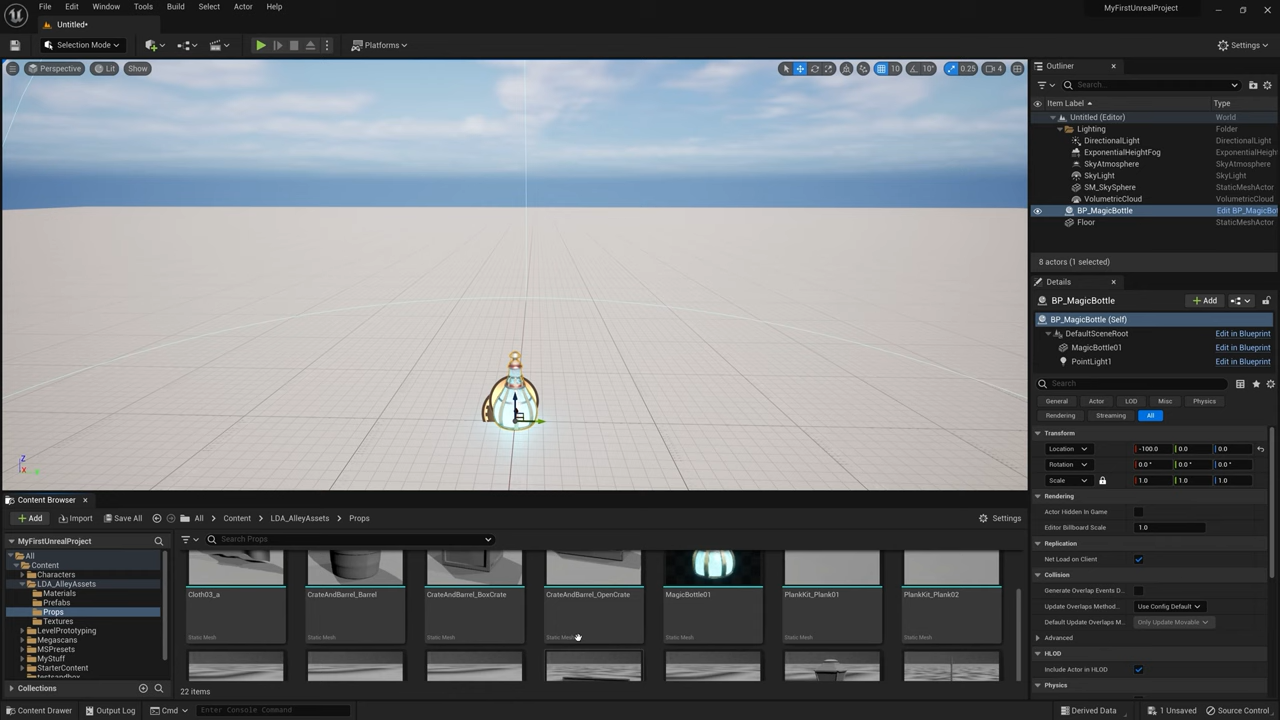 File Edit Window Tools Build Select Actor Help
MyFirstUnrealProject
Untitled*
Selection Mode
Platforms
Settings
Perspective Lit Show
10 10° 0.25 4
Outliner
Search...
Item Label Type
Untitled (Editor) World
Lighting Folder
DirectionalLight DirectionalLight
ExponentialHeightFog ExponentialHeigh
SkyAtmosphere SkyAtmosphere
SkyLight SkyLight
SM_SkySphere StaticMeshActor
VolumetricCloud VolumetricCloud
BP_MagicBottle Edit BP_MagicBo
Floor StaticMeshActor
8 actors (1 selected)
Details
BP_MagicBottle
Add
BP_MagicBottle (Self)
DefaultSceneRoot Edit in Blueprint
MagicBottle01 Edit in Blueprint
PointLight1 Edit in Blueprint
Search
General Actor LOD Misc Physics
Rendering Streaming All
Transform
Location -100.0 0.0 0.0
Rotation 0.0° 0.0° 0.0°
Scale 1.0 1.0 1.0
Rendering
Actor Hidden In Game
Editor Billboard Scale 1.0
Replication
Net Load on Client
Collision
Generate Overlap Events D...
Update Overlaps Method... Use Config Default
Default Update Overlaps M... Only Update Movable
Advanced
HLOD
Include Actor in HLOD
Physics
Z
X
Content Browser
Add Import Save All All Content LDA_AlleyAssets Props Settings
MyFirstUnrealProject
Search Props
All
Content
Characters
LDA_AlleyAssets
Materials
Prefabs
Props
Textures
LevelPrototyping
Megascans
MSPresets
MyStuff
StarterContent
testsandbox
Collections
Cloth03_a CrateAndBarrel_Barrel CrateAndBarrel_BoxCrate CrateAndBarrel_OpenCrate MagicBottle01 PlankKit_Plank01 PlankKit_Plank02
Static Mesh Static Mesh Static Mesh Static Mesh Static Mesh Static Mesh Static Mesh
22 items
Content Drawer Output Log Cmd Enter Console Command
Derived Data 1 Unsaved Source Control